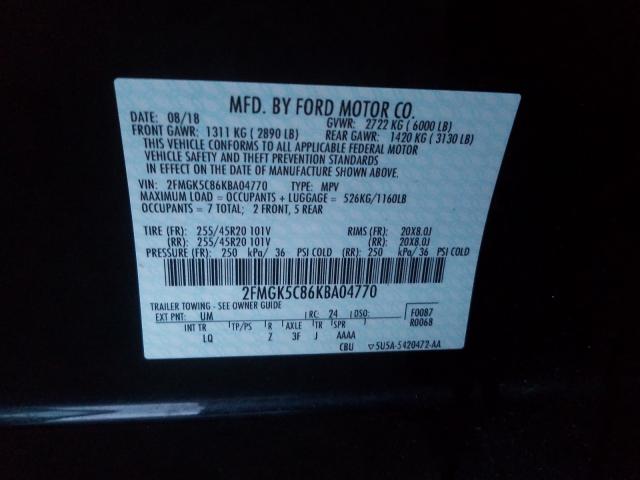 MFD. BY FORD MOTOR CO.
DATE: 08/18 GVWR: 2722 KG ( 6000 LB)
FRONT GAWR: 1311 KG ( 2890 LB) REAR GAWR: 1420 KG ( 3130 LB)
THIS VEHICLE CONFORMS TO ALL APPLICABLE FEDERAL MOTOR
VEHICLE SAFETY AND THEFT PREVENTION STANDARDS
IN EFFECT ON THE DATE OF MANUFACTURE SHOWN ABOVE.
VIN: 2FMGK5C86KBA04770 TYPE: MPV
MAXIMUM LOAD = OCCUPANTS + LUGGAGE = 526KG/1160LB
OCCUPANTS = 7 TOTAL; 2 FRONT, 5 REAR
TIRE (FR): 255/45R20 101V RIMS (FR): 20X8.0J
(RR): 255/45R20 101V (RR): 20X8.0J
PRESSURE (FR): 250 kPa/ 36 PSI COLD (RR): 250 kPa/ 36 PSI COLD
2FMGK5C86KBA04770
TRAILER TOWING - SEE OWNER GUIDE
EXT PNT: UM RC: 24 DSO: F0087
R0068
INT TR TP/PS R AXLE TR SPR
LQ Z 3F J AAAA
CBU ▽5U5A-5420472-AA